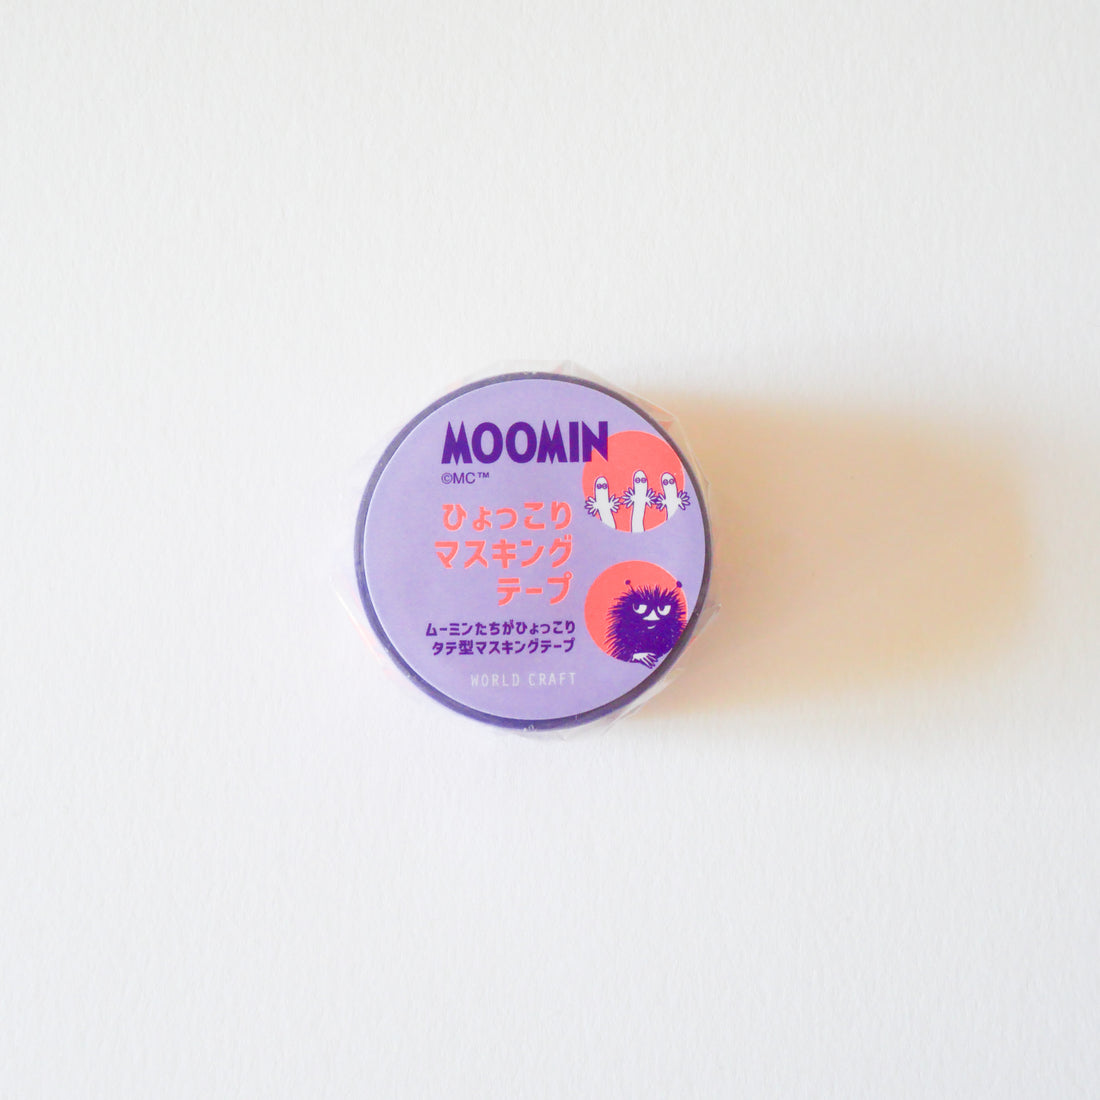 MOOMIN
©MC™
ひょっこり
マスキング
テープ
ムーミンたちがひょっこり
タテ型マスキングテープ
WORLD CRAFT